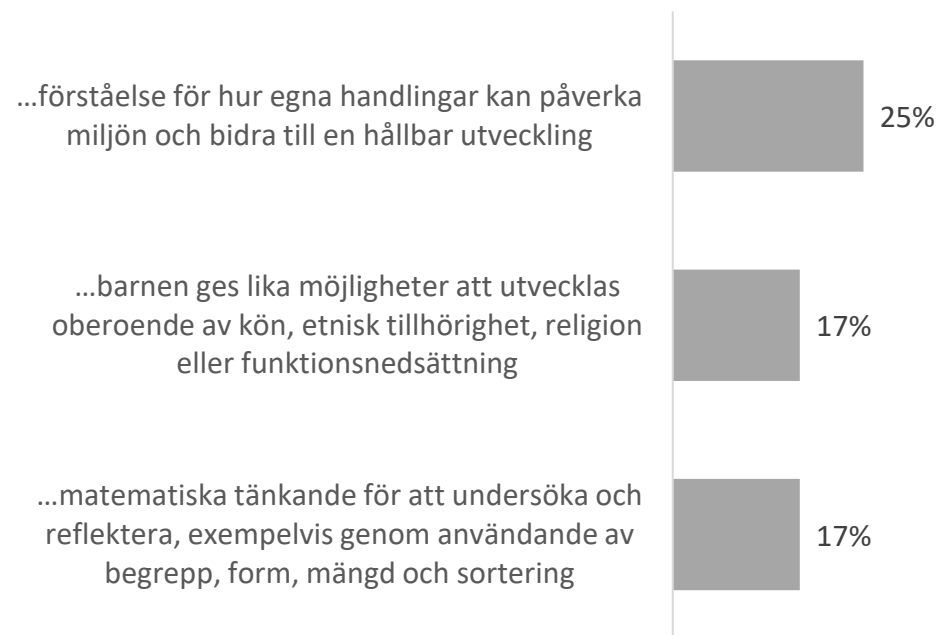 …förståelse för hur egna handlingar kan påverka
miljön och bidra till en hållbar utveckling
25%
…barnen ges lika möjligheter att utvecklas
oberoende av kön, etnisk tillhörighet, religion
eller funktionsnedsättning
17%
…matematiska tänkande för att undersöka och
reflektera, exempelvis genom användande av
begrepp, form, mängd och sortering
17%